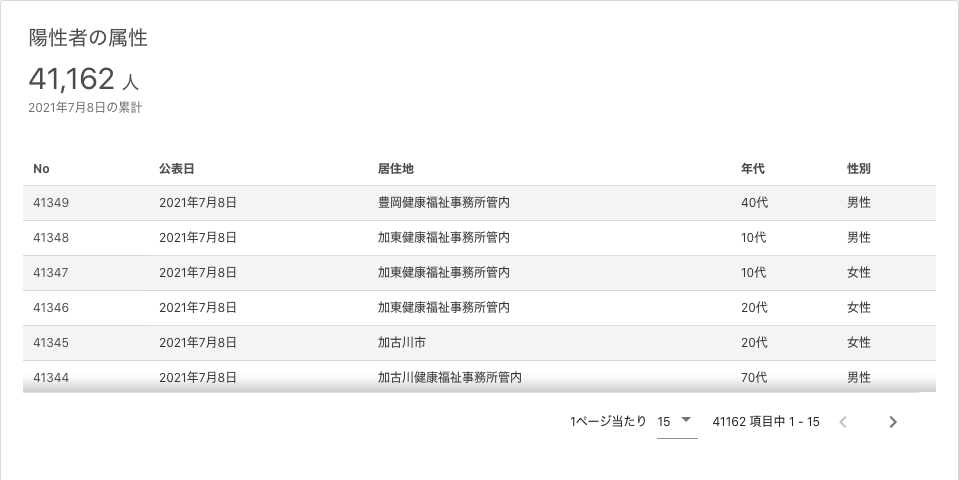 陽性者の属性
41,162 人
2021年7月8日の累計
No 公表日 居住地 年代 性別
41349 2021年7月8日 豊岡健康福祉事務所管内 40代 男性
41348 2021年7月8日 加東健康福祉事務所管内 10代 男性
41347 2021年7月8日 加東健康福祉事務所管内 10代 女性
41346 2021年7月8日 加東健康福祉事務所管内 20代 女性
41345 2021年7月8日 加古川市 20代 女性
41344 2021年7月8日 加古川健康福祉事務所管内 70代 男性
1ページ当たり 15 41162 項目中 1 - 15